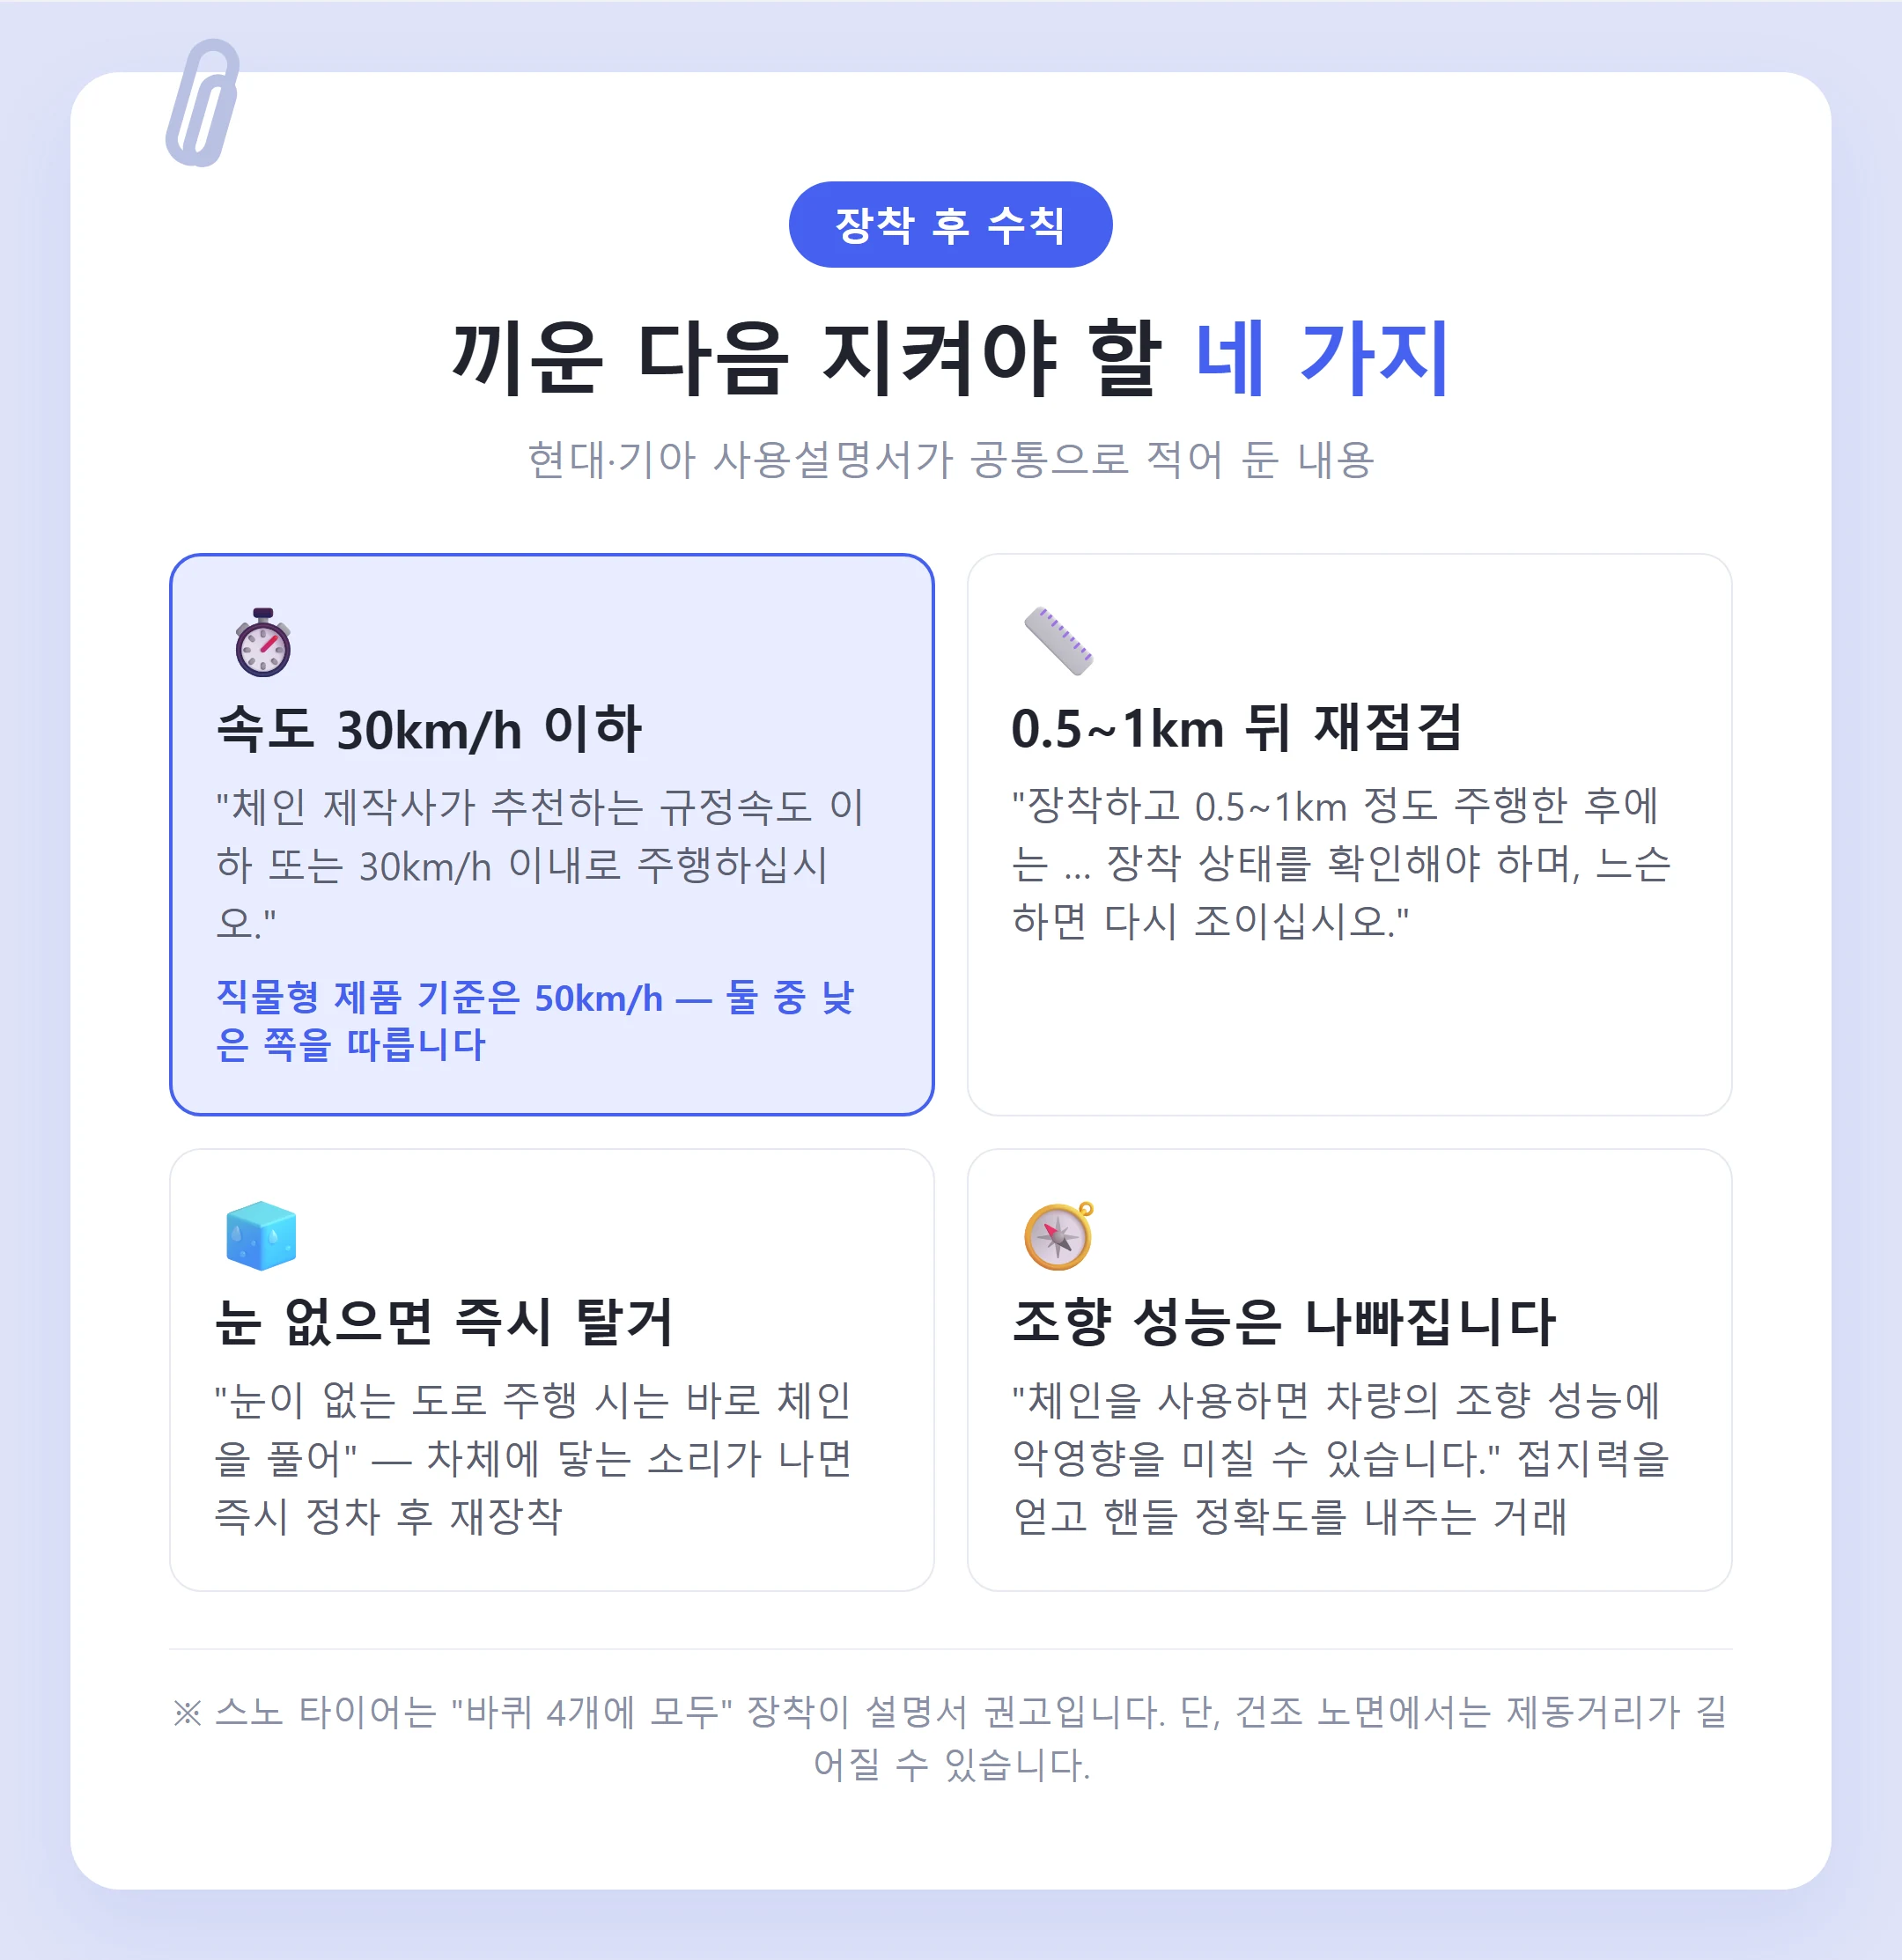 장착 후 수칙
끼운 다음 지켜야 할 네 가지
현대·기아 사용설명서가 공통으로 적어 둔 내용
속도 30km/h 이하
"체인 제작사가 추천하는 규정속도 이
하 또는 30km/h 이내로 주행하십시
오."
직물형 제품 기준은 50km/h — 둘 중 낮
은 쪽을 따릅니다
0.5~1km 뒤 재점검
"장착하고 0.5~1km 정도 주행한 후에
는 ... 장착 상태를 확인해야 하며, 느슨
하면 다시 조이십시오."
눈 없으면 즉시 탈거
"눈이 없는 도로 주행 시는 바로 체인
을 풀어" — 차체에 닿는 소리가 나면
즉시 정차 후 재장착
조향 성능은 나빠집니다
"체인을 사용하면 차량의 조향 성능에
악영향을 미칠 수 있습니다." 접지력을
얻고 핸들 정확도를 내주는 거래
※ 스노 타이어는 "바퀴 4개에 모두" 장착이 설명서 권고입니다. 단, 건조 노면에서는 제동거리가 길
어질 수 있습니다.